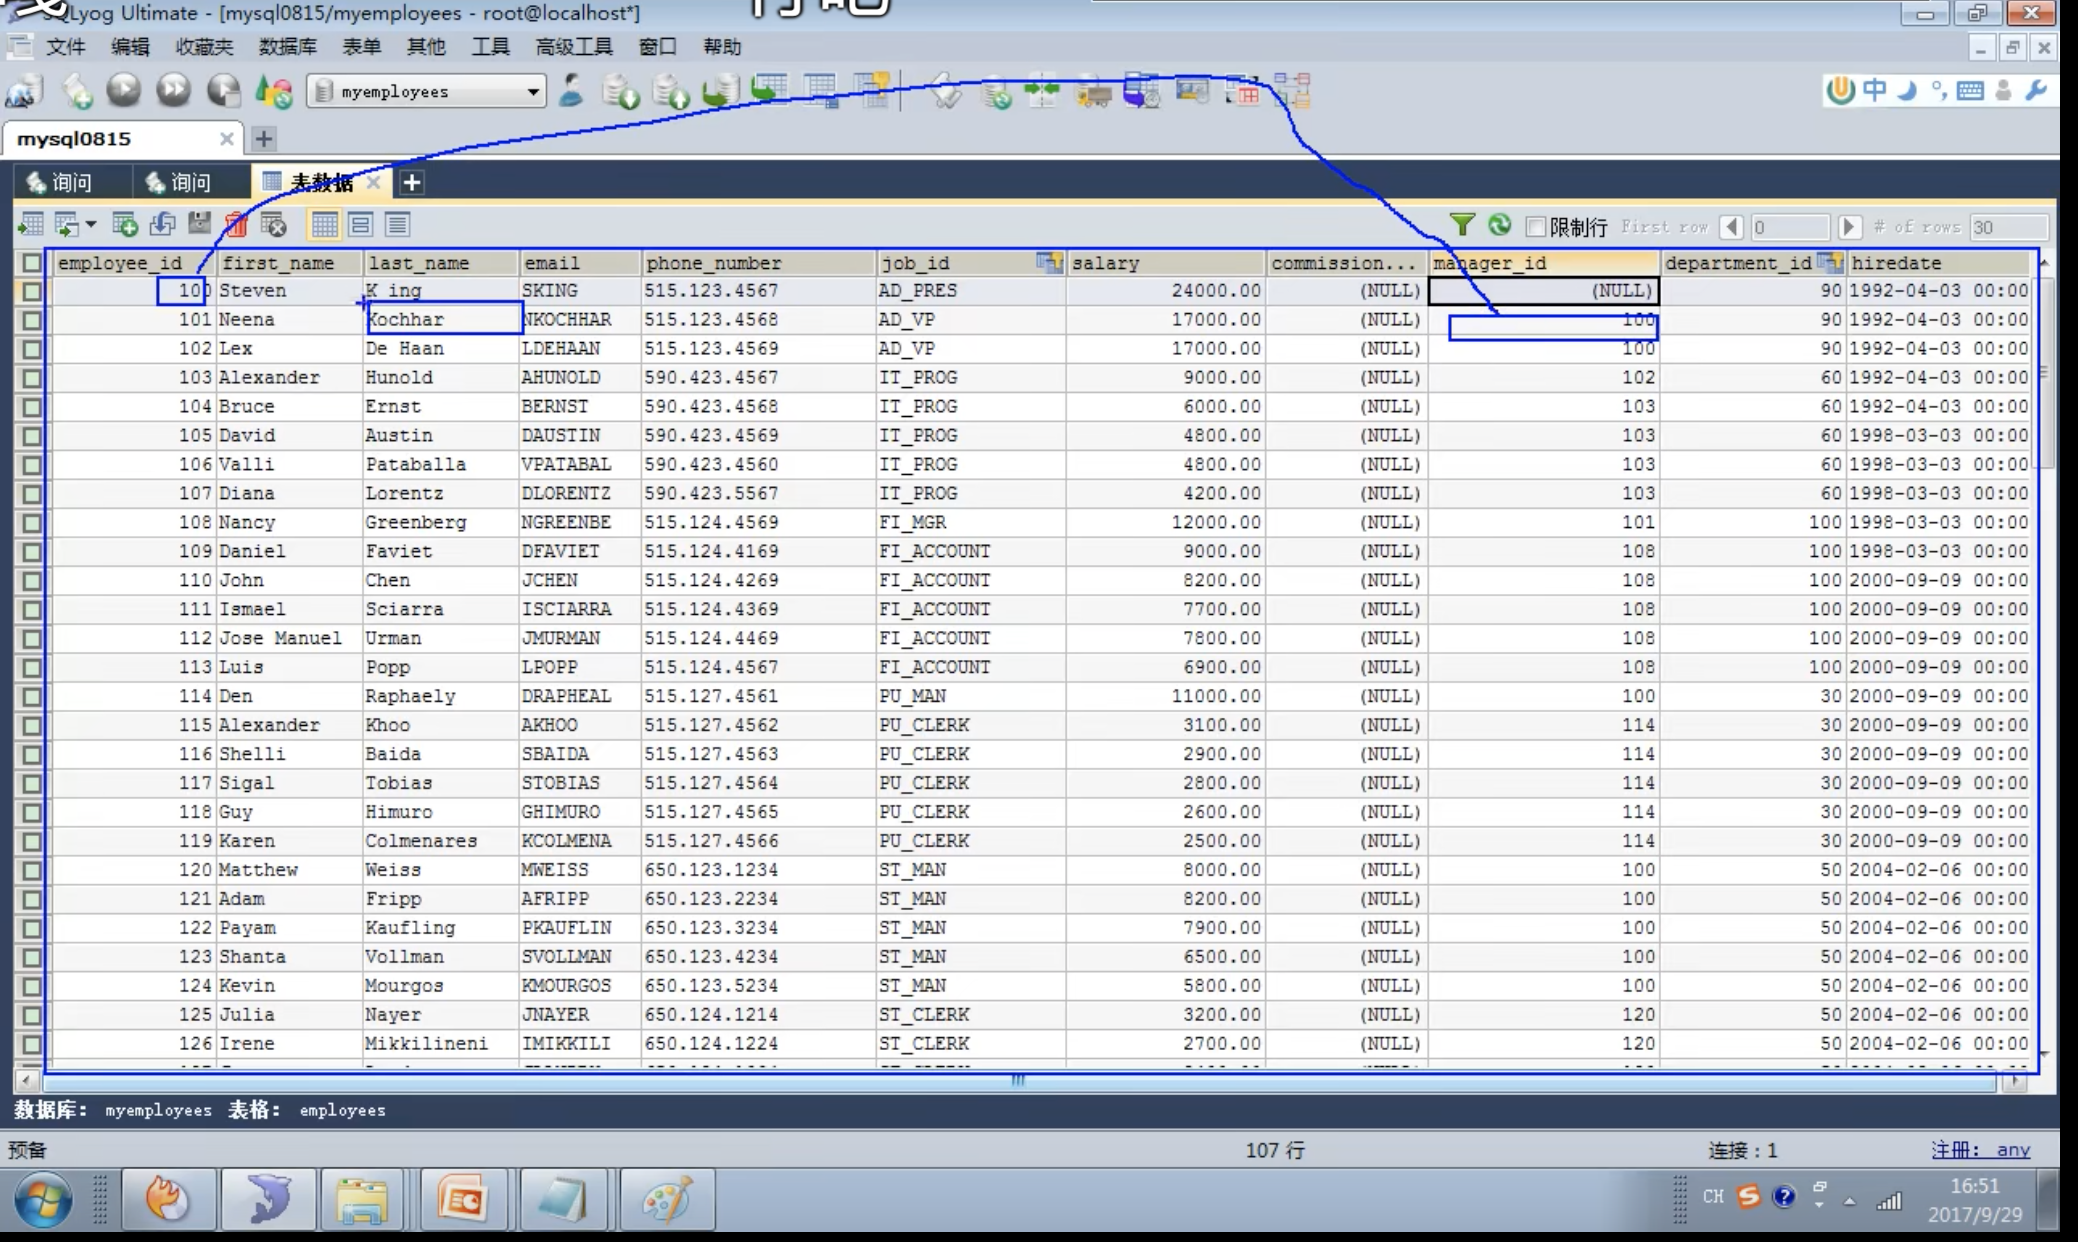 行吧
SQLyog Ultimate - [mysql0815/myemployees - root@localhost*]
文件 编辑 收藏夹 数据库 表单 其他 工具 高级工具 窗口 帮助
myemployees
中
mysql0815
询问 询问 表数据
限制行 First row 0 # of rows 30
employee_id first_name last_name email phone_number job_id salary commission... manager_id department_id hiredate
100 Steven K_ing SKING 515.123.4567 AD_PRES 24000.00 (NULL) (NULL) 90 1992-04-03 00:00
101 Neena Kochhar NKOCHHAR 515.123.4568 AD_VP 17000.00 (NULL) 100 90 1992-04-03 00:00
102 Lex De Haan LDEHAAN 515.123.4569 AD_VP 17000.00 (NULL) 100 90 1992-04-03 00:00
103 Alexander Hunold AHUNOLD 590.423.4567 IT_PROG 9000.00 (NULL) 102 60 1992-04-03 00:00
104 Bruce Ernst BERNST 590.423.4568 IT_PROG 6000.00 (NULL) 103 60 1992-04-03 00:00
105 David Austin DAUSTIN 590.423.4569 IT_PROG 4800.00 (NULL) 103 60 1998-03-03 00:00
106 Valli Pataballa VPATABAL 590.423.4560 IT_PROG 4800.00 (NULL) 103 60 1998-03-03 00:00
107 Diana Lorentz DLORENTZ 590.423.5567 IT_PROG 4200.00 (NULL) 103 60 1998-03-03 00:00
108 Nancy Greenberg NGREENBE 515.124.4569 FI_MGR 12000.00 (NULL) 101 100 1998-03-03 00:00
109 Daniel Faviet DFAVIET 515.124.4169 FI_ACCOUNT 9000.00 (NULL) 108 100 1998-03-03 00:00
110 John Chen JCHEN 515.124.4269 FI_ACCOUNT 8200.00 (NULL) 108 100 2000-09-09 00:00
111 Ismael Sciarra ISCIARRA 515.124.4369 FI_ACCOUNT 7700.00 (NULL) 108 100 2000-09-09 00:00
112 Jose Manuel Urman JMURMAN 515.124.4469 FI_ACCOUNT 7800.00 (NULL) 108 100 2000-09-09 00:00
113 Luis Popp LPOPP 515.124.4567 FI_ACCOUNT 6900.00 (NULL) 108 100 2000-09-09 00:00
114 Den Raphaely DRAPHEAL 515.127.4561 PU_MAN 11000.00 (NULL) 100 30 2000-09-09 00:00
115 Alexander Khoo AKHOO 515.127.4562 PU_CLERK 3100.00 (NULL) 114 30 2000-09-09 00:00
116 Shelli Baida SBAIDA 515.127.4563 PU_CLERK 2900.00 (NULL) 114 30 2000-09-09 00:00
117 Sigal Tobias STOBIAS 515.127.4564 PU_CLERK 2800.00 (NULL) 114 30 2000-09-09 00:00
118 Guy Himuro GHIMURO 515.127.4565 PU_CLERK 2600.00 (NULL) 114 30 2000-09-09 00:00
119 Karen Colmenares KCOLMENA 515.127.4566 PU_CLERK 2500.00 (NULL) 114 30 2000-09-09 00:00
120 Matthew Weiss MWEISS 650.123.1234 ST_MAN 8000.00 (NULL) 100 50 2004-02-06 00:00
121 Adam Fripp AFRIPP 650.123.2234 ST_MAN 8200.00 (NULL) 100 50 2004-02-06 00:00
122 Payam Kaufling PKAUFLIN 650.123.3234 ST_MAN 7900.00 (NULL) 100 50 2004-02-06 00:00
123 Shanta Vollman SVOLLMAN 650.123.4234 ST_MAN 6500.00 (NULL) 100 50 2004-02-06 00:00
124 Kevin Mourgos KMOURGOS 650.123.5234 ST_MAN 5800.00 (NULL) 100 50 2004-02-06 00:00
125 Julia Nayer JNAYER 650.124.1214 ST_CLERK 3200.00 (NULL) 120 50 2004-02-06 00:00
126 Irene Mikkilineni IMIKKILI 650.124.1224 ST_CLERK 2700.00 (NULL) 120 50 2004-02-06 00:00
数据库: myemployees 表格: employees
预备 107 行 连接 : 1 注册: any
CH 16:51
2017/9/29